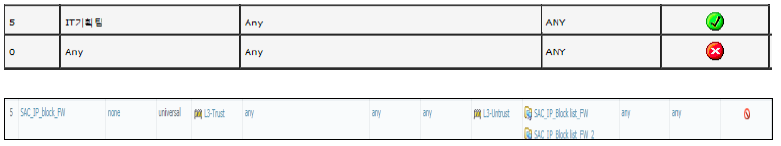 5 IT기획팀 Any ANY
0 Any Any ANY
5 SAC_IP_block_FW none universal L3-Trust any any any L3-Untrust SAC_IP_Block list_FW any any
SAC_IP_Block list_FW_2